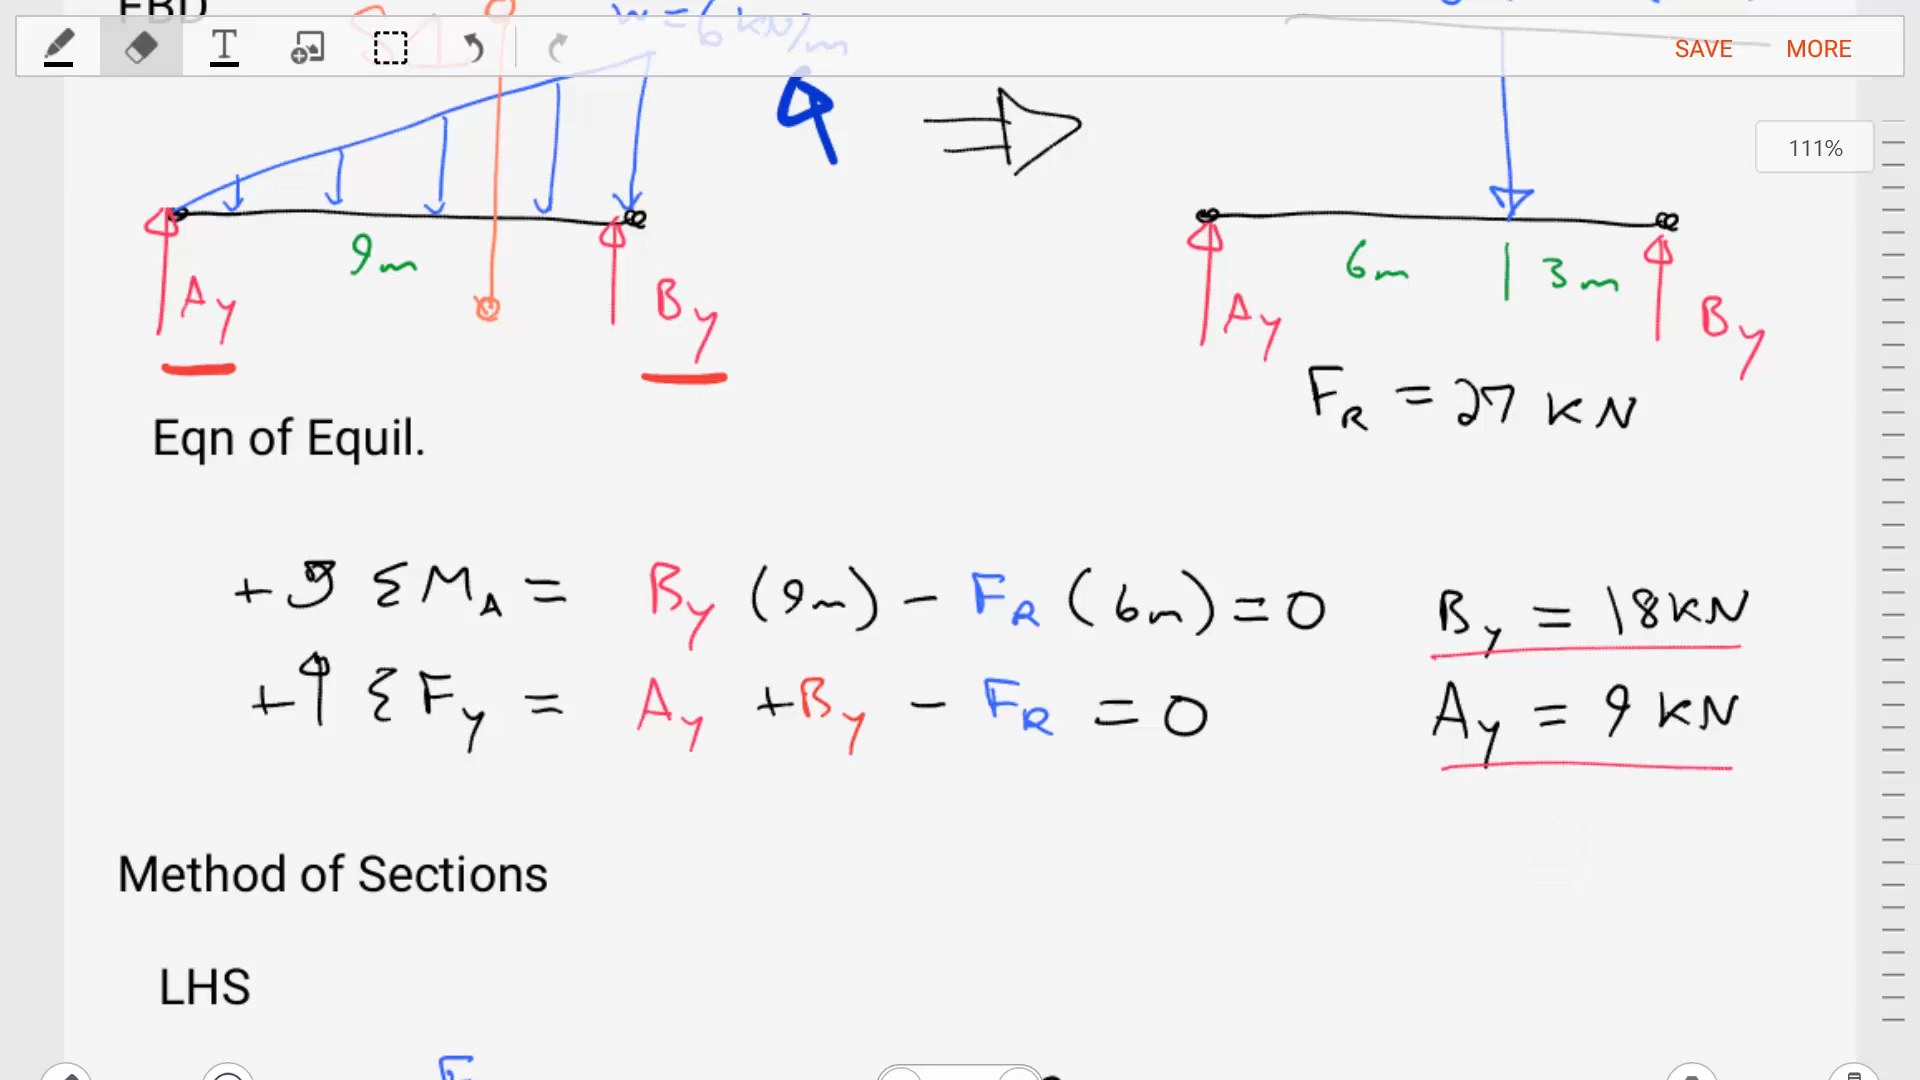 FBD
S1
w = 6 kN/m
SAVE
MORE
111%
9m
Ay
By
6m | 3m
Ay
By
FR = 27 KN
Eqn of Equil.
+ ΣMA = By (9m) - FR (6m) = 0
By = 18KN
+↑ ΣFy = Ay + By - FR = 0
Ay = 9 KN
Method of Sections
LHS
F